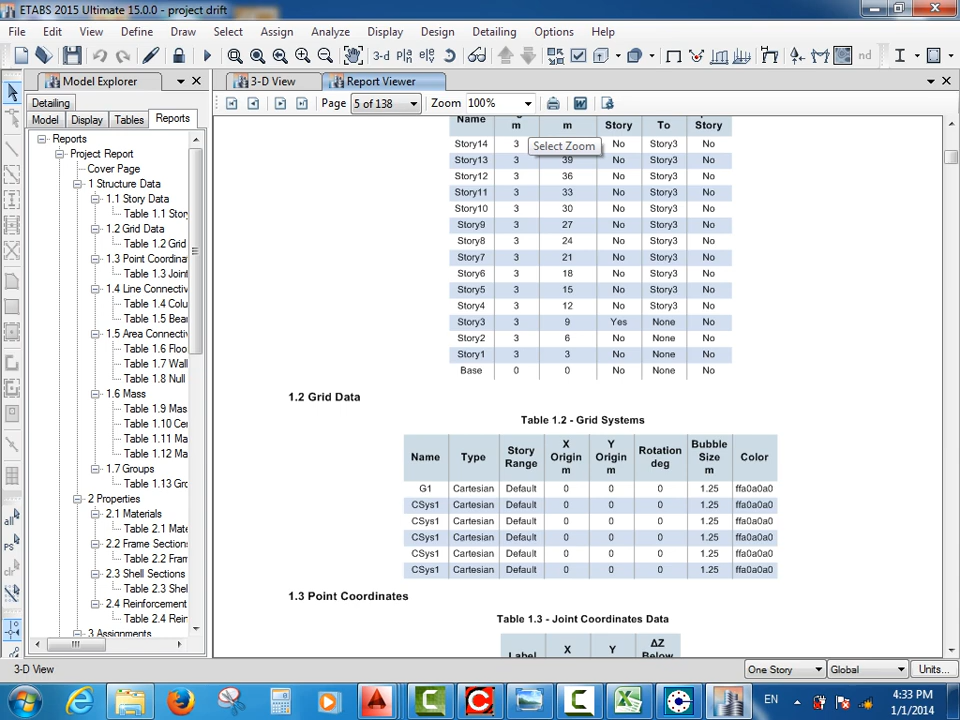 ETABS 2015 Ultimate 15.0.0 - project drift
File Edit View Define Draw Select Assign Analyze Display Design Detailing Options Help
3-d
nd
Model Explorer
3-D View
Report Viewer
Detailing
Model Display Tables Reports
Page 5 of 138 Zoom 100%
Select Zoom
Reports
Project Report
Cover Page
1 Structure Data
1.1 Story Data
Table 1.1 Stor
1.2 Grid Data
Table 1.2 Grid
1.3 Point Coordina
Table 1.3 Joint
1.4 Line Connectiv
Table 1.4 Colu
Table 1.5 Bea
1.5 Area Connecti
Table 1.6 Floo
Table 1.7 Wall
Table 1.8 Null
1.6 Mass
Table 1.9 Mas
Table 1.10 Cer
Table 1.11 Ma
Table 1.12 Ma
1.7 Groups
Table 1.13 Gro
2 Properties
2.1 Materials
Table 2.1 Mate
2.2 Frame Sections
Table 2.2 Fram
2.3 Shell Sections
Table 2.3 Shel
2.4 Reinforcement
Table 2.4 Rein
3 Assignments
all
PS
clr
Name m m Story To Story
Story14 3 No Story3 No
Story13 3 39 No Story3 No
Story12 3 36 No Story3 No
Story11 3 33 No Story3 No
Story10 3 30 No Story3 No
Story9 3 27 No Story3 No
Story8 3 24 No Story3 No
Story7 3 21 No Story3 No
Story6 3 18 No Story3 No
Story5 3 15 No Story3 No
Story4 3 12 No Story3 No
Story3 3 9 Yes None No
Story2 3 6 No None No
Story1 3 3 No None No
Base 0 0 No None No
1.2 Grid Data
Table 1.2 - Grid Systems
Name Type Story Range X Origin m Y Origin m Rotation deg Bubble Size m Color
G1 Cartesian Default 0 0 0 1.25 ffa0a0a0
CSys1 Cartesian Default 0 0 0 1.25 ffa0a0a0
CSys1 Cartesian Default 0 0 0 1.25 ffa0a0a0
CSys1 Cartesian Default 0 0 0 1.25 ffa0a0a0
CSys1 Cartesian Default 0 0 0 1.25 ffa0a0a0
CSys1 Cartesian Default 0 0 0 1.25 ffa0a0a0
1.3 Point Coordinates
Table 1.3 - Joint Coordinates Data
Label X Y ΔZ Below
3-D View
One Story Global Units...
EN
4:33 PM
1/1/2014